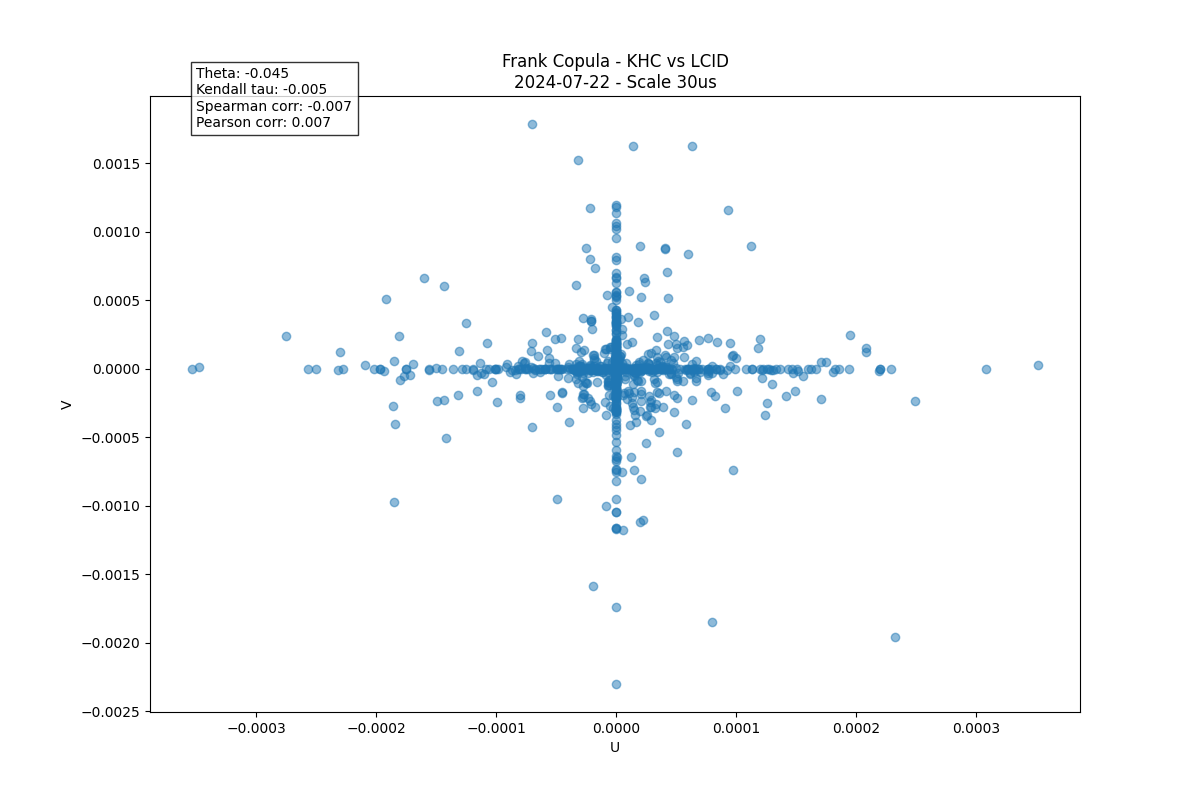 Frank Copula - KHC vs LCID
2024-07-22 - Scale 30us
Theta: -0.045
Kendall tau: -0.005
Spearman corr: -0.007
Pearson corr: 0.007
0.0015
0.0010
0.0005
0.0000
−0.0005
−0.0010
−0.0015
−0.0020
−0.0025
V
−0.0003
−0.0002
−0.0001
0.0000
0.0001
0.0002
0.0003
U